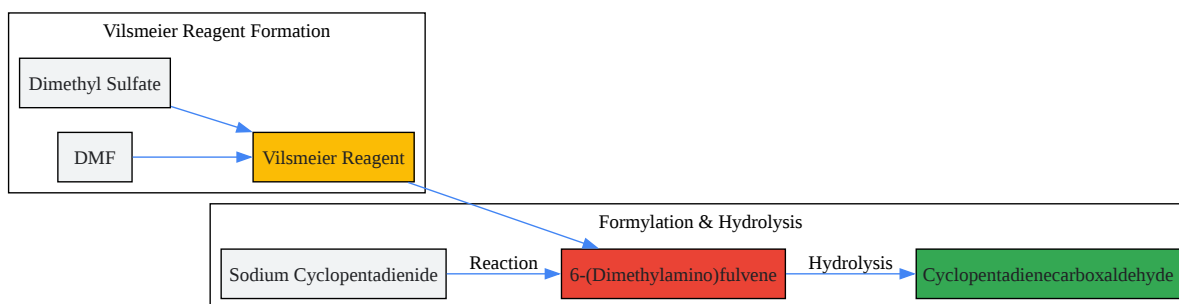 Vilsmeier Reagent Formation
Dimethyl Sulfate
DMF
Vilsmeier Reagent
Formylation & Hydrolysis
Sodium Cyclopentadienide
Reaction
6-(Dimethylamino)fulvene
Hydrolysis
Cyclopentadienecarboxaldehyde